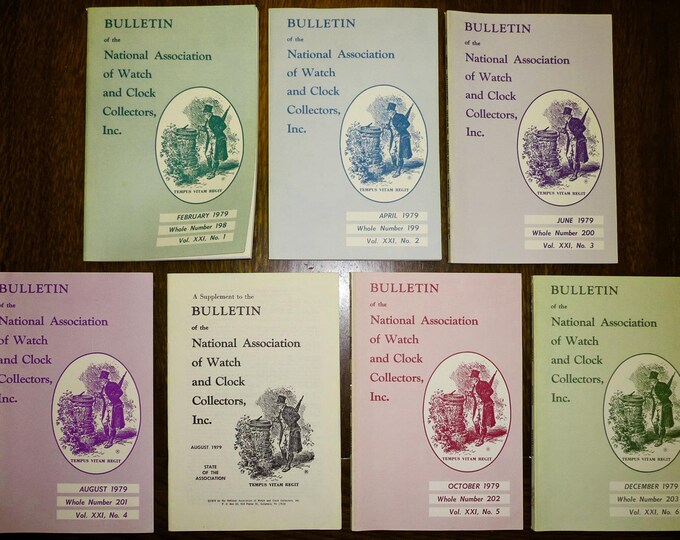 BULLETIN
of the
National Association
of Watch
and Clock
Collectors,
Inc.
TEMPUS VITAM REGIT
FEBRUARY 1979
Whole Number 198
Vol. XXI, No. 1
BULLETIN
of the
National Association
of Watch
and Clock
Collectors,
Inc.
TEMPUS VITAM REGIT
APRIL 1979
Whole Number 199
Vol. XXI, No. 2
BULLETIN
of the
National Association
of Watch
and Clock
Collectors,
Inc.
TEMPUS VITAM REGIT
JUNE 1979
Whole Number 200
Vol. XXI, No. 3
BULLETIN
of the
National Association
of Watch
and Clock
Collectors,
Inc.
TEMPUS VITAM REGIT
AUGUST 1979
Whole Number 201
Vol. XXI, No. 4
A Supplement to the
BULLETIN
of the
National Association
of Watch
and Clock
Collectors,
Inc.
AUGUST 1979
STATE
OF THE
ASSOCIATION
TEMPUS VITAM REGIT
BULLETIN
of the
National Association
of Watch
and Clock
Collectors,
Inc.
TEMPUS VITAM REGIT
OCTOBER 1979
Whole Number 202
Vol. XXI, No. 5
BULLETIN
of the
National Association
of Watch
and Clock
Collectors,
Inc.
TEMPUS VITAM REGIT
DECEMBER 1979
Whole Number 203
Vol. XXI, No. 6